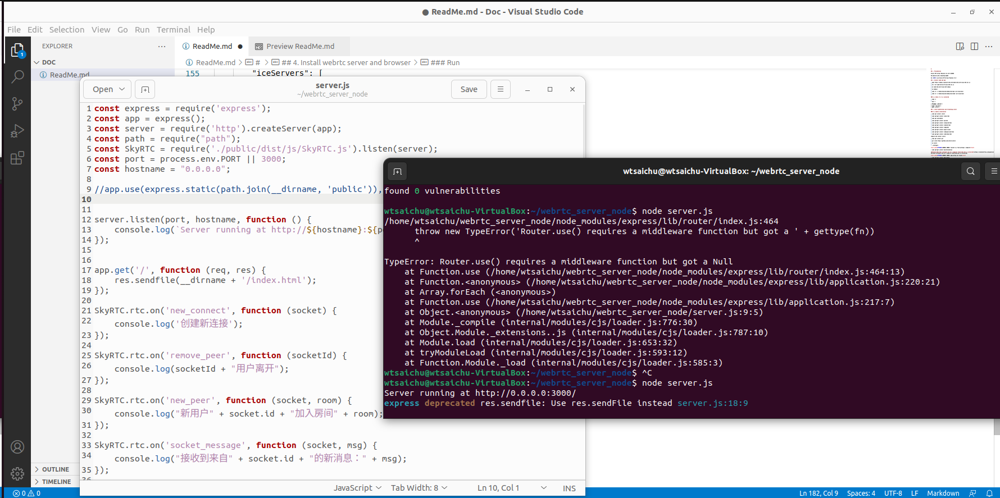 ReadMe.md - Doc - Visual Studio Code
File Edit Selection View Go Run Terminal Help
EXPLORER
ReadMe.md
Preview ReadMe.md
DOC
ReadMe.md > # > ## 4. Install webrtc server and browser > ### Run
1
ReadMe.md
155 "iceServers": [
Open
server.js
~/webrtc_server_node
Save
1 const express = require('express');
2 const app = express();
3 const server = require('http').createServer(app);
4 const path = require("path");
5 const SkyRTC = require('./public/dist/js/SkyRTC.js').listen(server);
6 const port = process.env.PORT || 3000;
7 const hostname = "0.0.0.0";
8
9 //app.use(express.static(path.join(__dirname, 'public')),
10
11
12 server.listen(port, hostname, function () {
13 console.log(`Server running at http://${hostname}:${p
14 });
15
16
17 app.get('/', function (req, res) {
18 res.sendfile(__dirname + '/index.html');
19 });
20
21 SkyRTC.rtc.on('new_connect', function (socket) {
22 console.log('创建新连接');
23 });
24
25 SkyRTC.rtc.on('remove_peer', function (socketId) {
26 console.log(socketId + "用户离开");
27 });
28
29 SkyRTC.rtc.on('new_peer', function (socket, room) {
30 console.log("新用户" + socket.id + "加入房间" + room);
31 });
32
33 SkyRTC.rtc.on('socket_message', function (socket, msg) {
34 console.log("接收到来自" + socket.id + "的新消息：" + msg);
35 });
36
JavaScript Tab Width: 8 Ln 10, Col 1 INS
wtsaichu@wtsaichu-VirtualBox: ~/webrtc_server_node
found 0 vulnerabilities
wtsaichu@wtsaichu-VirtualBox:~/webrtc_server_node$ node server.js
/home/wtsaichu/webrtc_server_node/node_modules/express/lib/router/index.js:464
throw new TypeError('Router.use() requires a middleware function but got a ' + gettype(fn))
^
TypeError: Router.use() requires a middleware function but got a Null
at Function.use (/home/wtsaichu/webrtc_server_node/node_modules/express/lib/router/index.js:464:13)
at Function.<anonymous> (/home/wtsaichu/webrtc_server_node/node_modules/express/lib/application.js:220:21)
at Array.forEach (<anonymous>)
at Function.use (/home/wtsaichu/webrtc_server_node/node_modules/express/lib/application.js:217:7)
at Object.<anonymous> (/home/wtsaichu/webrtc_server_node/server.js:9:5)
at Module._compile (internal/modules/cjs/loader.js:776:30)
at Object.Module._extensions..js (internal/modules/cjs/loader.js:787:10)
at Module.load (internal/modules/cjs/loader.js:653:32)
at tryModuleLoad (internal/modules/cjs/loader.js:593:12)
at Function.Module._load (internal/modules/cjs/loader.js:585:3)
wtsaichu@wtsaichu-VirtualBox:~/webrtc_server_node$ ^C
wtsaichu@wtsaichu-VirtualBox:~/webrtc_server_node$ node server.js
Server running at http://0.0.0.0:3000/
express deprecated res.sendfile: Use res.sendFile instead server.js:18:9
OUTLINE
TIMELINE
0 0
Ln 182, Col 9 Spaces: 4 UTF-8 LF Markdown